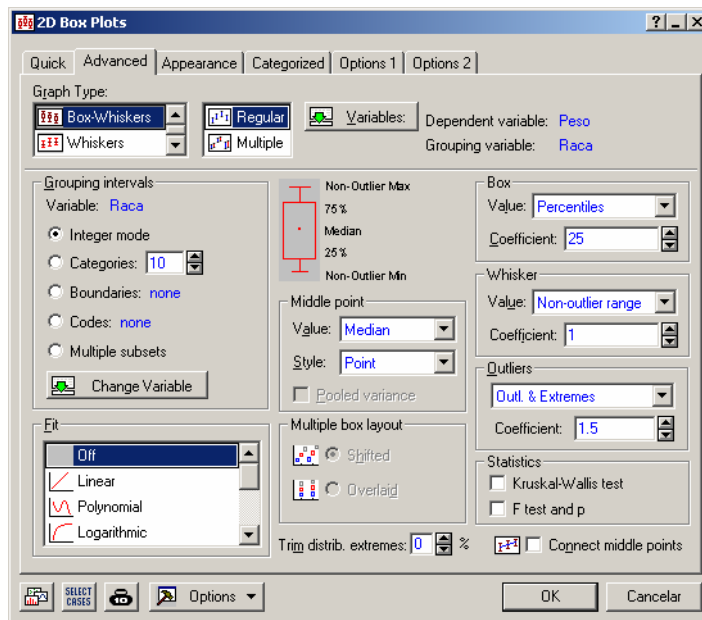 2D Box Plots
Quick Advanced Appearance Categorized Options 1 Options 2
Graph Type:
Box-Whiskers
Whiskers
Regular
Multiple
Variables:
Dependent variable: Peso
Grouping variable: Raca
Grouping intervals
Variable: Raca
Integer mode
Categories: 10
Boundaries: none
Codes: none
Multiple subsets
Change Variable
Fit
Off
Linear
Polynomial
Logarithmic
Non-Outlier Max
75%
Median
25%
Non-Outlier Min
Middle point
Value: Median
Style: Point
Pooled variance
Multiple box layout
Shifted
Overlaid
Trim distrib. extremes: 0 %
Box
Value: Percentiles
Coefficient: 25
Whisker
Value: Non-outlier range
Coefficient: 1
Outliers
Outl. & Extremes
Coefficient: 1.5
Statistics
Kruskal-Wallis test
F test and p
Connect middle points
SELECT
CASES
Options
OK
Cancelar